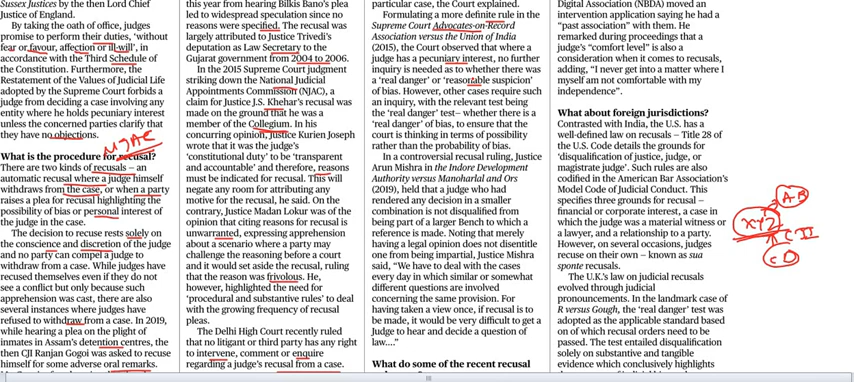 Sussex Justices by the then Lord Chief
Justice of England.
By taking the oath of office, judges
promise to perform their duties, ‘without
fear or favour, affection or ill-will’, in
accordance with the Third Schedule of
the Constitution. Furthermore, the
Restatement of the Values of Judicial Life
adopted by the Supreme Court forbids a
judge from deciding a case involving any
entity where he holds pecuniary interest
unless the concerned parties clarify that
they have no objections.
NJAC
What is the procedure for recusal?
There are two kinds of recusals – an
automatic recusal where a judge himself
withdraws from the case, or when a party
raises a plea for recusal highlighting the
possibility of bias or personal interest of
the judge in the case.
The decision to recuse rests solely on
the conscience and discretion of the judge
and no party can compel a judge to
withdraw from a case. While judges have
recused themselves even if they do not
see a conflict but only because such
apprehension was cast, there are also
several instances where judges have
refused to withdraw from a case. In 2019,
while hearing a plea on the plight of
inmates in Assam’s detention centres, the
then CJI Ranjan Gogoi was asked to recuse
himself for some adverse oral remarks.
this year from hearing Bilkis Bano’s plea
led to widespread speculation since no
reasons were specified. The recusal was
largely attributed to Justice Trivedi’s
deputation as Law Secretary to the
Gujarat government from 2004 to 2006.
In the 2015 Supreme Court judgment
striking down the National Judicial
Appointments Commission (NJAC), a
claim for Justice J.S. Khehar’s recusal was
made on the ground that he was a
member of the Collegium. In his
concurring opinion, Justice Kurien Joseph
wrote that it was the judge’s
‘constitutional duty’ to be ‘transparent
and accountable’ and therefore, reasons
must be indicated for recusal. This will
negate any room for attributing any
motive for the recusal, he said. On the
contrary, Justice Madan Lokur was of the
opinion that citing reasons for recusal is
unwarranted, expressing apprehension
about a scenario where a party may
challenge the reasoning before a court
and it would set aside the recusal, ruling
that the reason was frivolous. He,
however, highlighted the need for
‘procedural and substantive rules’ to deal
with the growing frequency of recusal
pleas.
The Delhi High Court recently ruled
that no litigant or third party has any right
to intervene, comment or enquire
regarding a judge’s recusal from a case.
particular case, the Court explained.
Formulating a more definite rule in the
Supreme Court Advocates-on-Record
Association versus the Union of India
(2015), the Court observed that where a
judge has a pecuniary interest, no further
inquiry is needed as to whether there was
a ‘real danger’ or ‘reasonable suspicion’
of bias. However, other cases require such
an inquiry, with the relevant test being
the ‘real danger’ test– whether there is a
‘real danger’ of bias, to ensure that the
court is thinking in terms of possibility
rather than the probability of bias.
In a controversial recusal ruling, Justice
Arun Mishra in the Indore Development
Authority versus Manoharlal and Ors
(2019), held that a judge who had
rendered any decision in a smaller
combination is not disqualified from
being part of a larger Bench to which a
reference is made. Noting that merely
having a legal opinion does not disentitle
one from being impartial, Justice Mishra
said, “We have to deal with the cases
every day in which similar or somewhat
different questions are involved
concerning the same provision. For
having taken a view once, if recusal is to
be made, it would be very difficult to get a
Judge to hear and decide a question of
law....”
What do some of the recent recusal
Digital Association (NBDA) moved an
intervention application saying he had a
“past association” with them. He
remarked during proceedings that a
judge’s “comfort level” is also a
consideration when it comes to recusals,
adding, “I never get into a matter where I
myself am not comfortable with my
independence”.
What about foreign jurisdictions?
Contrasted with India, the U.S. has a
well-defined law on recusals – Title 28 of
the U.S. Code details the grounds for
‘disqualification of justice, judge, or
magistrate judge’. Such rules are also
codified in the American Bar Association’s
Model Code of Judicial Conduct. This
specifies three grounds for recusal –
financial or corporate interest, a case in
which the judge was a material witness or
a lawyer, and a relationship to a party.
However, on several occasions, judges
recuse on their own – known as sua
sponte recusals.
The U.K.’s law on judicial recusals
evolved through judicial
pronouncements. In the landmark case of
R versus Gough, the ‘real danger’ test was
adopted as the applicable standard based
on of which recusal orders need to be
passed. The test entailed disqualification
solely on substantive and tangible
evidence which conclusively highlights